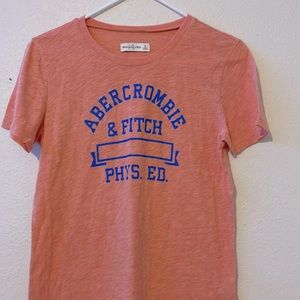 ABERCROMBIE
& FITCH
PHYS. ED.